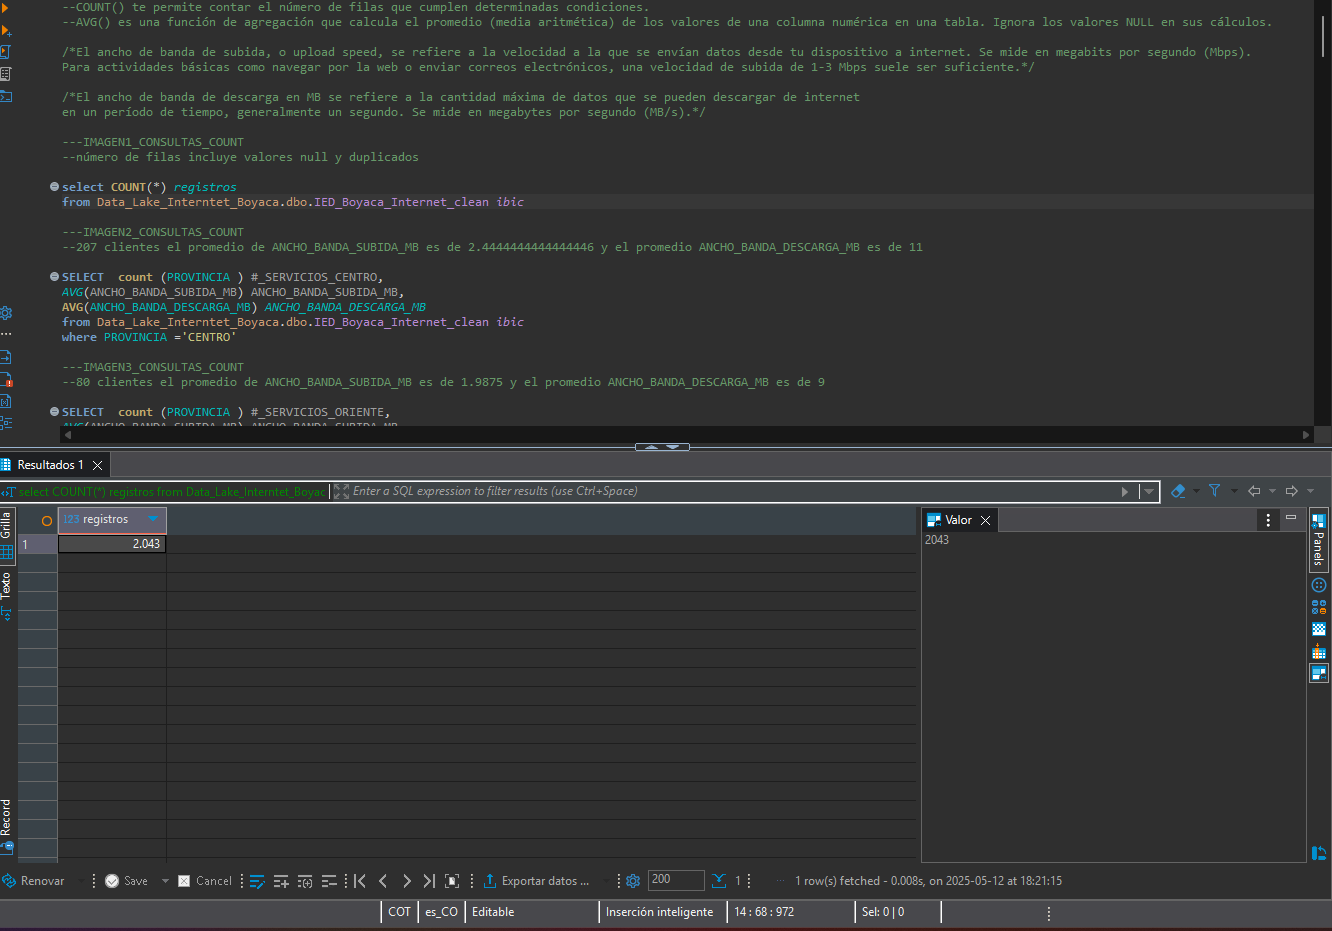 --COUNT() te permite contar el número de filas que cumplen determinadas condiciones.
--AVG() es una función de agregación que calcula el promedio (media aritmética) de los valores de una columna numérica en una tabla. Ignora los valores NULL en sus cálculos.
/*El ancho de banda de subida, o upload speed, se refiere a la velocidad a la que se envían datos desde tu dispositivo a internet. Se mide en megabits por segundo (Mbps).
Para actividades básicas como navegar por la web o enviar correos electrónicos, una velocidad de subida de 1-3 Mbps suele ser suficiente.*/
/*El ancho de banda de descarga en MB se refiere a la cantidad máxima de datos que se pueden descargar de internet
en un período de tiempo, generalmente un segundo. Se mide en megabytes por segundo (MB/s).*/
---IMAGEN1_CONSULTAS_COUNT
--número de filas incluye valores null y duplicados
select COUNT(*) registros
from Data_Lake_Interntet_Boyaca.dbo.IED_Boyaca_Internet_clean ibic
---IMAGEN2_CONSULTAS_COUNT
--207 clientes el promedio de ANCHO_BANDA_SUBIDA_MB es de 2.4444444444444446 y el promedio ANCHO_BANDA_DESCARGA_MB es de 11
SELECT  count (PROVINCIA ) #_SERVICIOS_CENTRO,
AVG(ANCHO_BANDA_SUBIDA_MB) ANCHO_BANDA_SUBIDA_MB,
AVG(ANCHO_BANDA_DESCARGA_MB) ANCHO_BANDA_DESCARGA_MB
from Data_Lake_Interntet_Boyaca.dbo.IED_Boyaca_Internet_clean ibic
where PROVINCIA ='CENTRO'
---IMAGEN3_CONSULTAS_COUNT
--80 clientes el promedio de ANCHO_BANDA_SUBIDA_MB es de 1.9875 y el promedio ANCHO_BANDA_DESCARGA_MB es de 9
SELECT  count (PROVINCIA ) #_SERVICIOS_ORIENTE,
AVG(ANCHO_BANDA_SUBIDA_MB) ANCHO_BANDA_SUBIDA_MB
Resultados 1
select COUNT(*) registros from Data_Lake_Interntet_Boyac
Enter a SQL expression to filter results (use Ctrl+Space)
Grilla
Texto
Record
123 registros
1
2.043
Valor
2043
Panels
Renovar
Save
Cancel
Exportar datos ...
200
1
1 row(s) fetched - 0.008s, on 2025-05-12 at 18:21:15
COT
es_CO
Editable
Inserción inteligente
14 : 68 : 972
Sel: 0 | 0